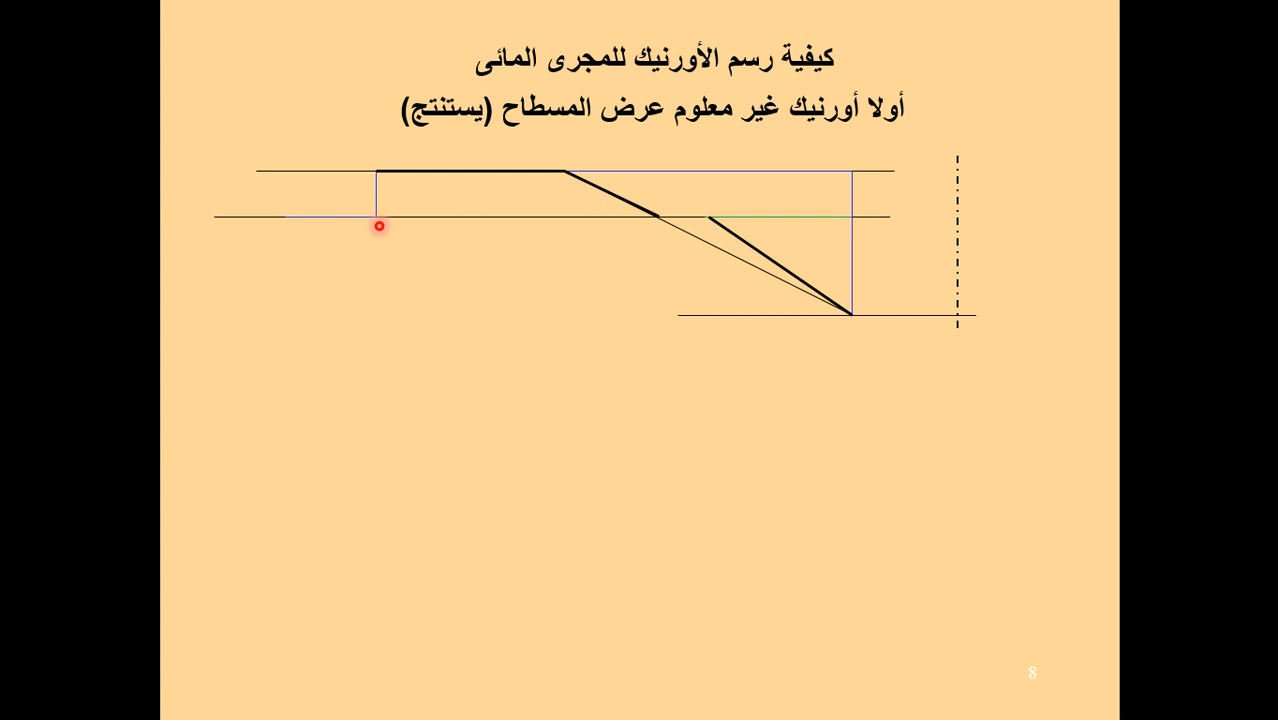 كيفية رسم الأورنيك للمجرى المائى
أولا أورنيك غير معلوم عرض المسطاح (يستنتج)
8